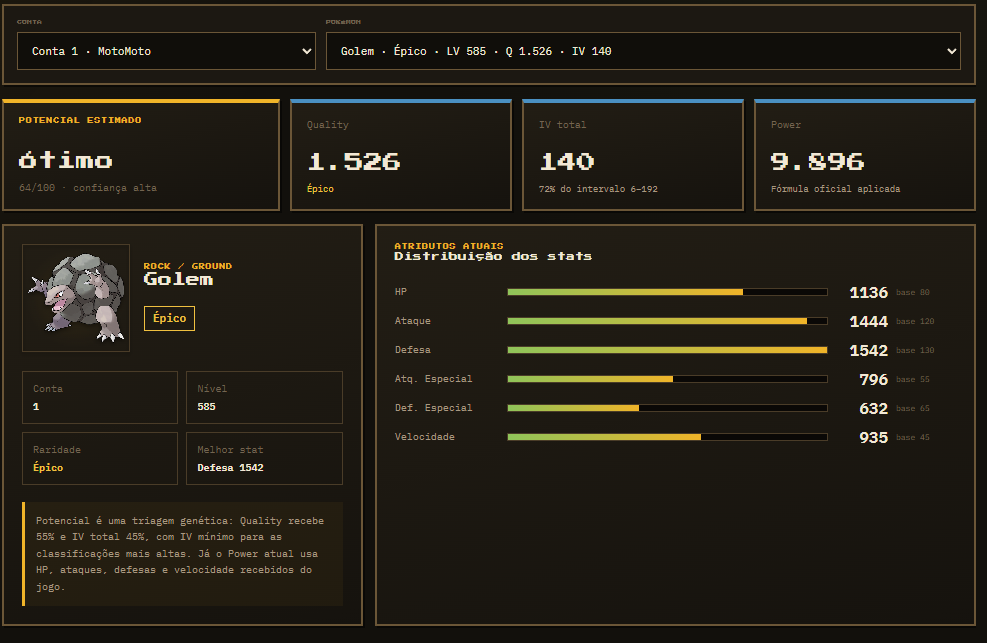 CONTA
POKEMON
Conta 1 · MotoMoto
Golem · Épico · LV 585 · Q 1.526 · IV 140
POTENCIAL ESTIMADO
ótimo
64/100 · confiança alta
Quality
1.526
Épico
IV total
140
72% do intervalo 6–192
Power
9.896
Fórmula oficial aplicada
ROCK / GROUND
Golem
Épico
Conta
1
Nível
585
Raridade
Épico
Melhor stat
Defesa 1542
Potencial é uma triagem genética: Quality recebe
55% e IV total 45%, com IV mínimo para as
classificações mais altas. Já o Power atual usa
HP, ataques, defesas e velocidade recebidos do
jogo.
ATRIBUTOS ATUAIS
Distribuição dos stats
HP 1136 base 80
Ataque 1444 base 120
Defesa 1542 base 130
Atq. Especial 796 base 55
Def. Especial 632 base 65
Velocidade 935 base 45